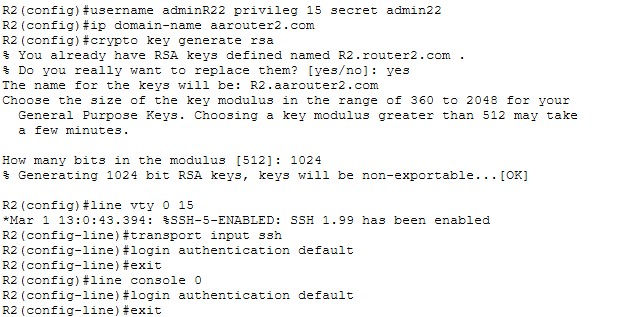 R2(config)#username adminR22 privileg 15 secret admin22
R2(config)#ip domain-name aarouter2.com
R2(config)#crypto key generate rsa
% You already have RSA keys defined named R2.router2.com .
% Do you really want to replace them? [yes/no]: yes
The name for the keys will be: R2.aarouter2.com
Choose the size of the key modulus in the range of 360 to 2048 for your
  General Purpose Keys. Choosing a key modulus greater than 512 may take
  a few minutes.

How many bits in the modulus [512]: 1024
% Generating 1024 bit RSA keys, keys will be non-exportable...[OK]

R2(config)#line vty 0 15
*Mar 1 13:0:43.394: %SSH-5-ENABLED: SSH 1.99 has been enabled
R2(config-line)#transport input ssh
R2(config-line)#login authentication default
R2(config-line)#exit
R2(config)#line console 0
R2(config-line)#login authentication default
R2(config-line)#exit